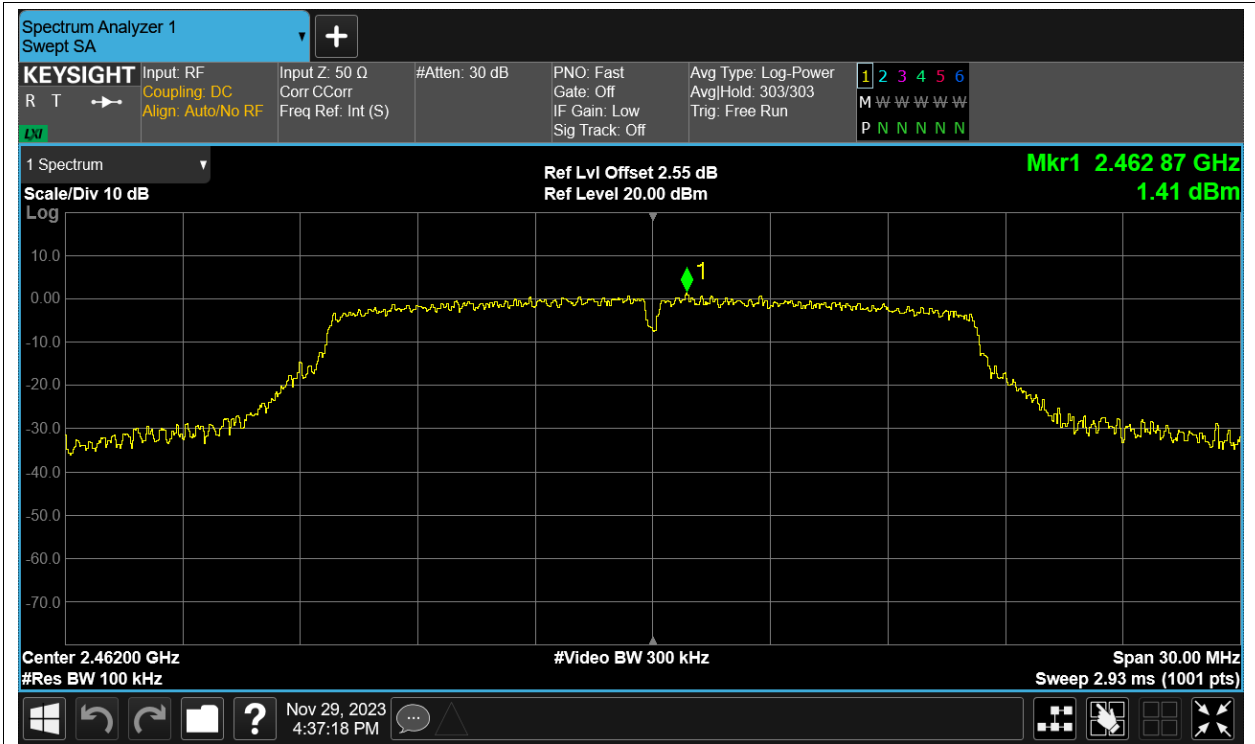 Spectrum Analyzer 1
Swept SA
KEYSIGHT
R T
LXI
Input: RF
Coupling: DC
Align: Auto/No RF
Input Z: 50 Ω
Corr CCorr
Freq Ref: Int (S)
#Atten: 30 dB
PNO: Fast
Gate: Off
IF Gain: Low
Sig Track: Off
Avg Type: Log-Power
Avg|Hold: 303/303
Trig: Free Run
1 2 3 4 5 6
M W W W W W
P N N N N N
1 Spectrum
Scale/Div 10 dB
Log
Ref Lvl Offset 2.55 dB
Ref Level 20.00 dBm
Mkr1 2.462 87 GHz
1.41 dBm
1
10.0
0.00
-10.0
-20.0
-30.0
-40.0
-50.0
-60.0
-70.0
Center 2.46200 GHz
#Res BW 100 kHz
#Video BW 300 kHz
Span 30.00 MHz
Sweep 2.93 ms (1001 pts)
?
Nov 29, 2023
4:37:18 PM